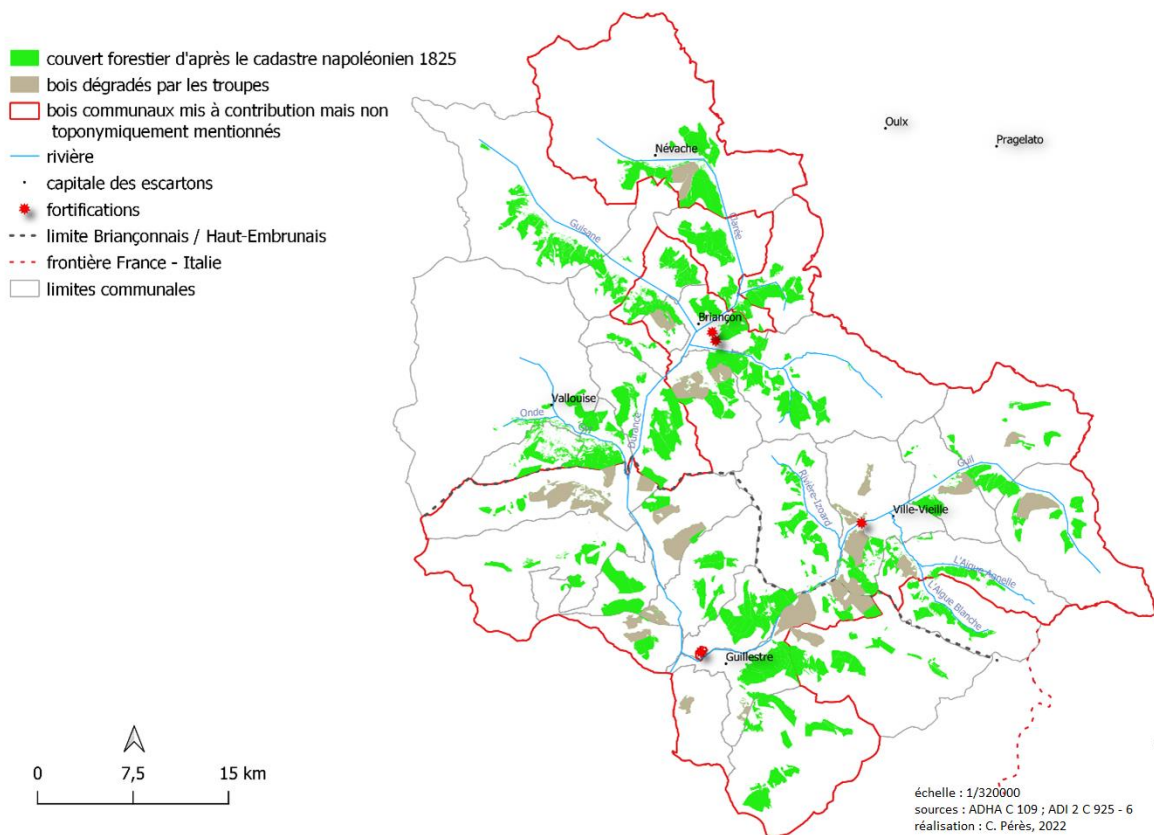 couvert forestier d'après le cadastre napoléonien 1825
bois dégradés par les troupes
bois communaux mis à contribution mais non
toponymiquement mentionnés
rivière
capitale des escartons
fortifications
limite Briançonnais / Haut-Embrunais
frontière France - Italie
limites communales
Oulx
Pragelato
Névache
Guisane
Clarée
Briançon
Vallouise
Onde
Durance
Guil
Rivière-Izoard
Ville-Vieille
L'Aigue Agnelle
L'Aigue Blanche
Guillestre
0 7,5 15 km
échelle : 1/320000
sources : ADHA C 109 ; ADI 2 C 925 - 6
réalisation : C. Pérès, 2022